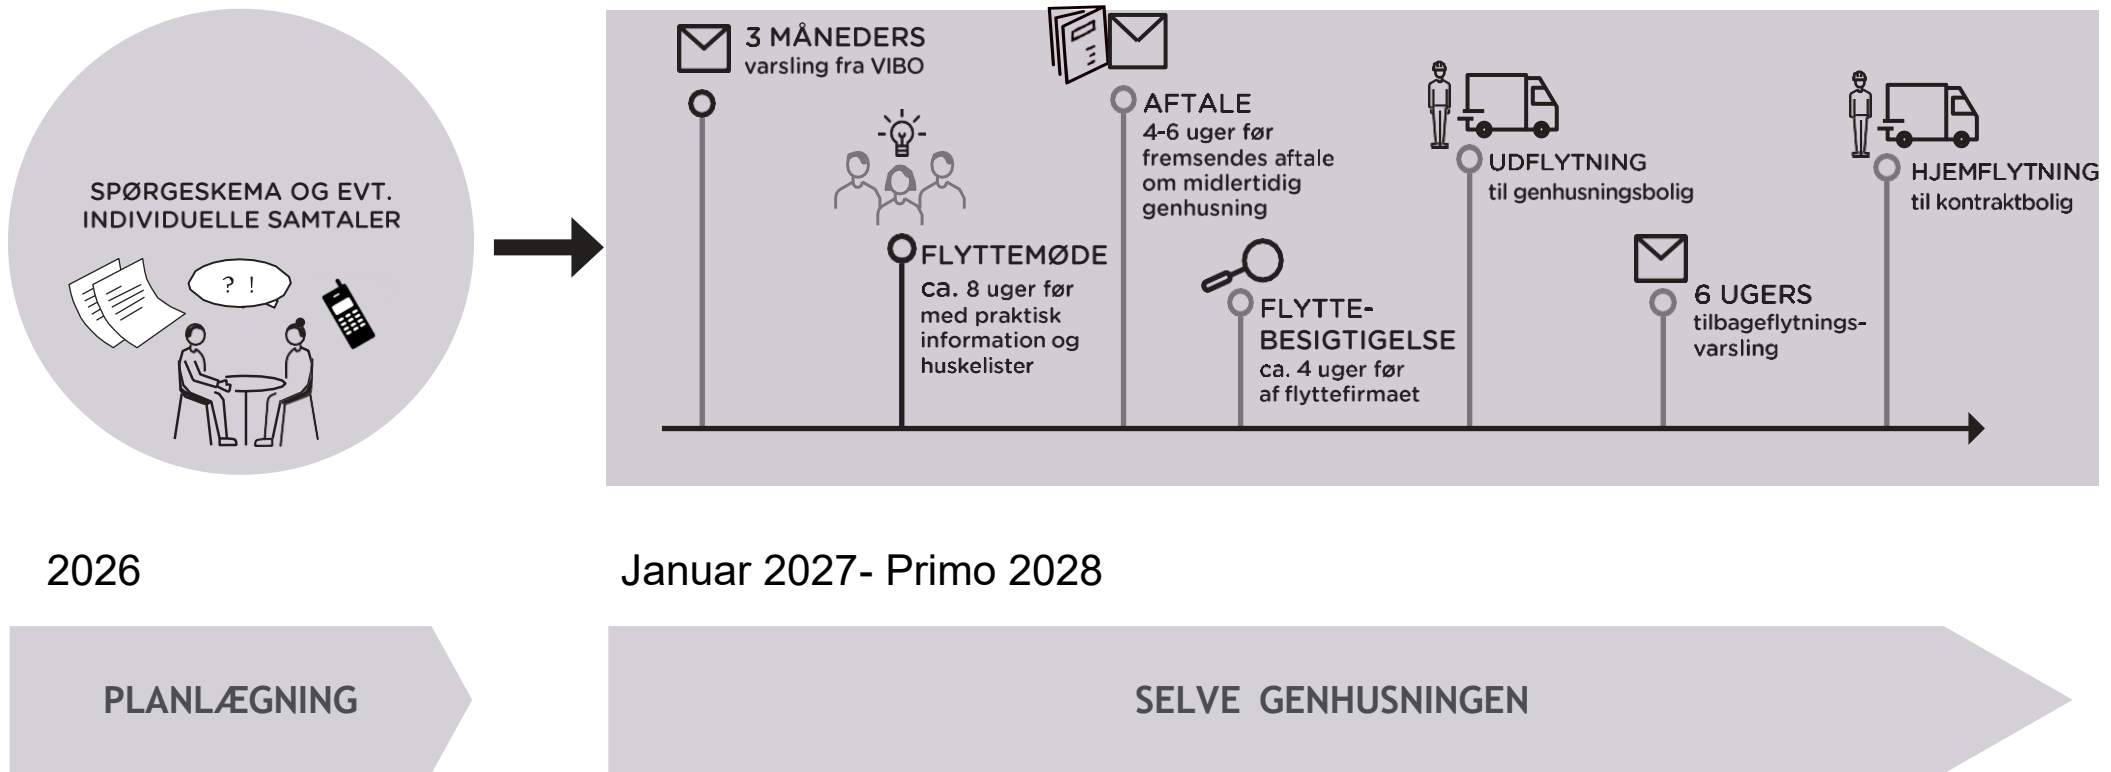 SPØRGESKEMA OG EVT.
INDIVIDUELLE SAMTALER
? !
3 MÅNEDERS
varsling fra VIBO
FLYTTEMØDE
ca. 8 uger før
med praktisk
information og
huskelister
AFTALE
4-6 uger før
fremsendes aftale
om midlertidig
genhusning
FLYTTE-
BESIGTIGELSE
ca. 4 uger før
af flyttefirmaet
UDFLYTNING
til genhusningsbolig
6 UGERS
tilbageflytnings-
varsling
HJEMFLYTNING
til kontraktbolig
2026
Januar 2027- Primo 2028
PLANLÆGNING
SELVE GENHUSNINGEN